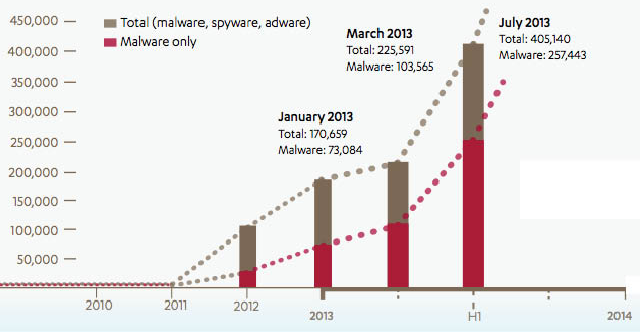 450,000
400,000
350,000
300,000
250,000
200,000
150,000
100,000
50,000
Total (malware, spyware, adware)
Malware only
January 2013
Total: 170,659
Malware: 73,084
March 2013
Total: 225,591
Malware: 103,565
July 2013
Total: 405,140
Malware: 257,443
2010
2011
2012
2013
H1
2014